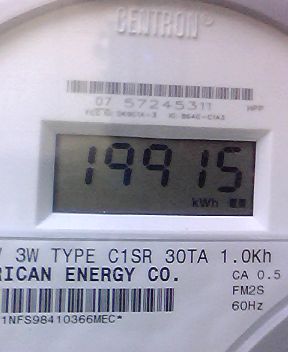 CENTRON
07 57245311 HPP
19915
kWh
3W TYPE C1SR 30TA 1.0Kh
RICAN ENERGY CO. CA 0.5
FM2S
60Hz
1NFS98410366MEC*